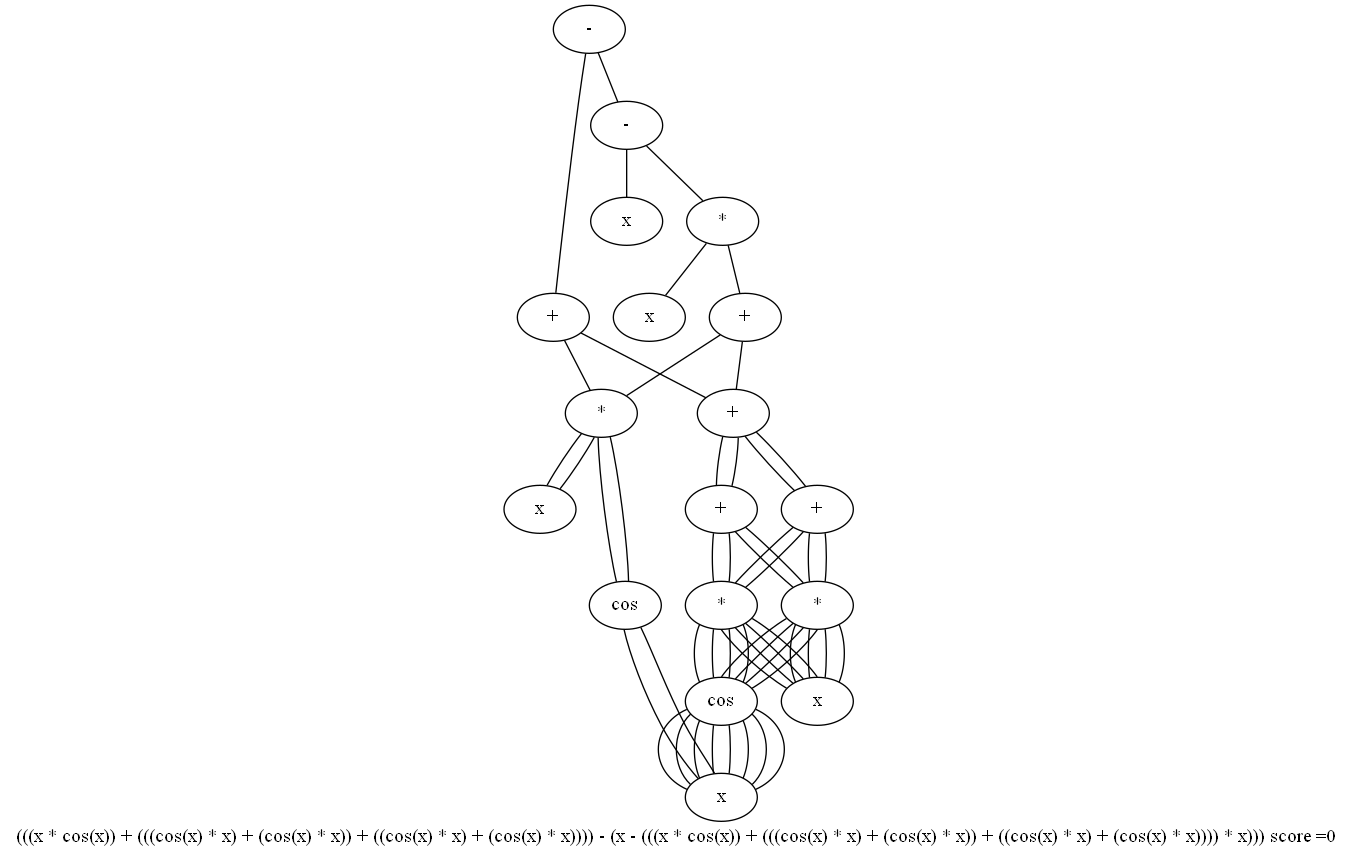 -
-
x *
+ x +
* +
x + +
cos * *
cos x
x
(((x * cos(x)) + (((cos(x) * x) + (cos(x) * x)) + ((cos(x) * x) + (cos(x) * x)))) - (x - (((x * cos(x)) + (((cos(x) * x) + (cos(x) * x)) + ((cos(x) * x) + (cos(x) * x)))) * x))) score =0